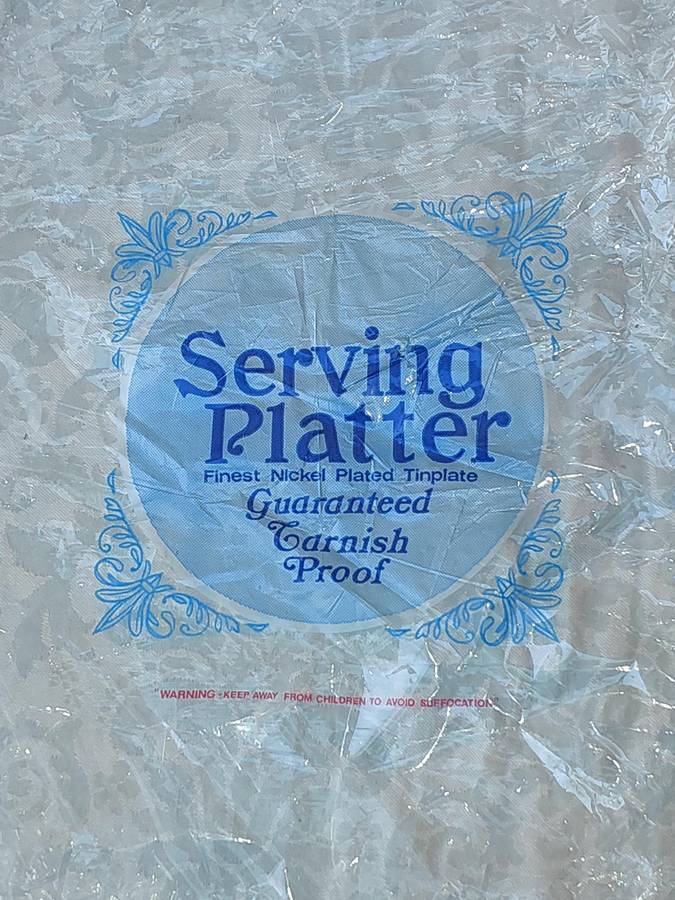 Serving
Platter
Finest Nickel Plated Tinplate
Guaranteed
Tarnish
Proof
"WARNING - KEEP AWAY FROM CHILDREN TO AVOID SUFFOCATION"